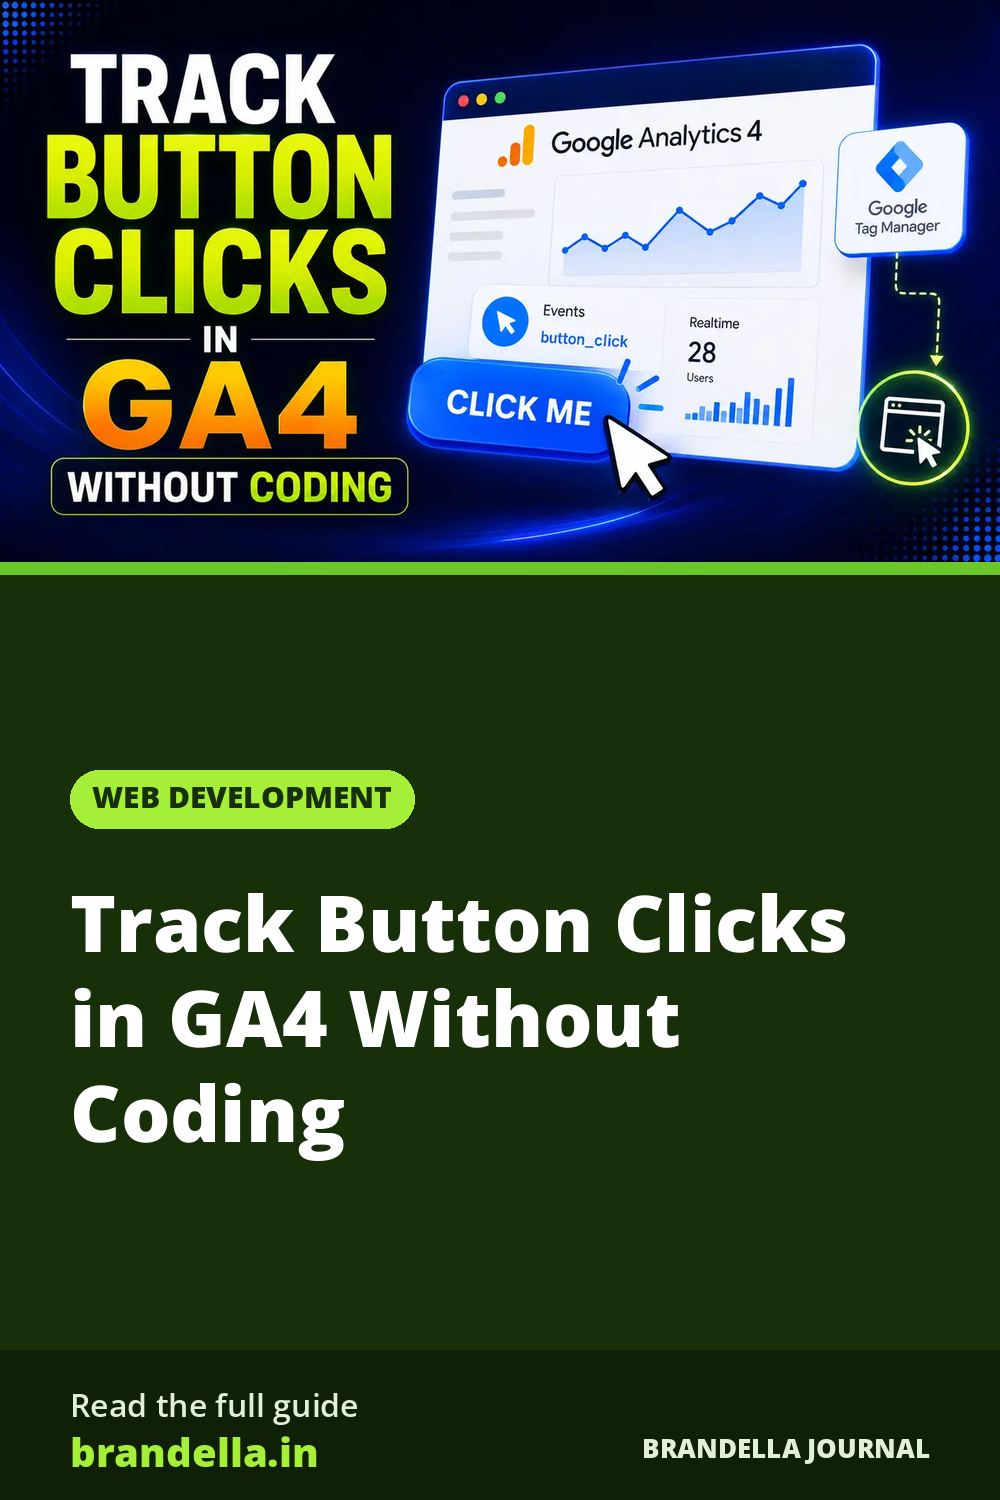 TRACK
BUTTON
CLICKS
IN
GA4
WITHOUT CODING
Google Analytics 4
Events
button_click
Realtime
28
Users
CLICK ME
Google
Tag Manager
WEB DEVELOPMENT
Track Button Clicks
in GA4 Without
Coding
Read the full guide
brandella.in
BRANDELLA JOURNAL